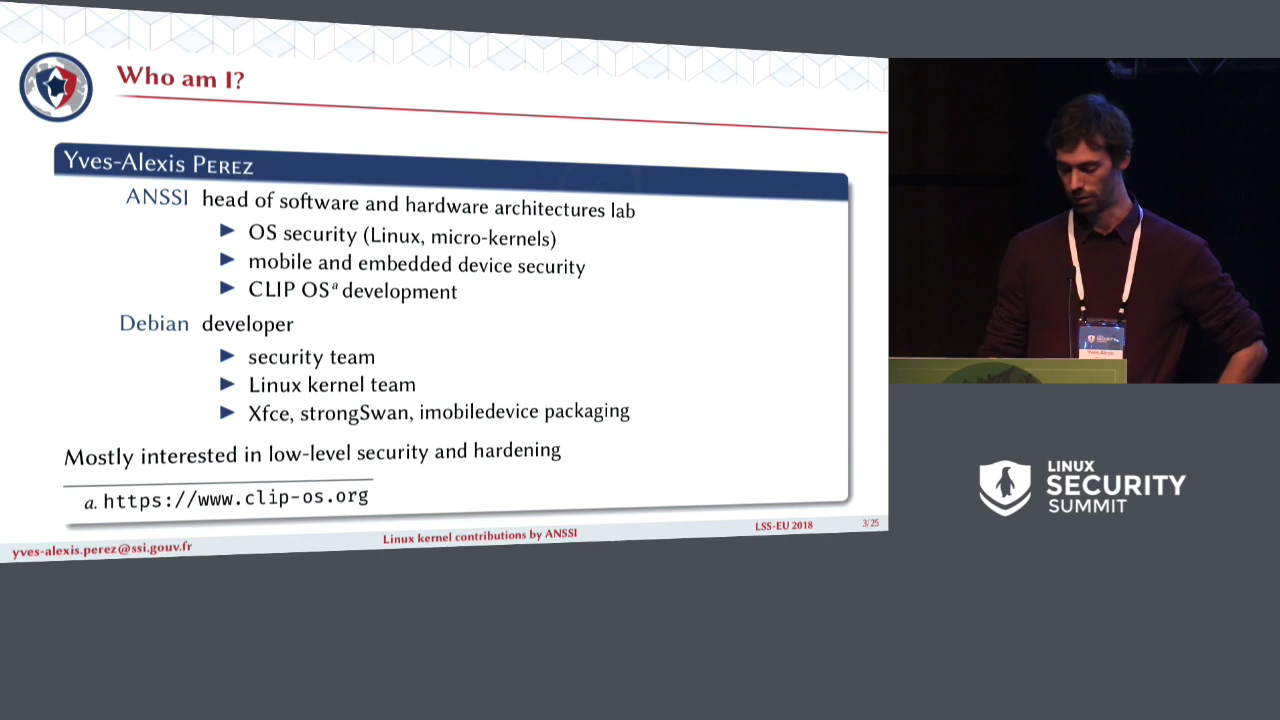 Who am I?
Yves-Alexis PEREZ
ANSSI head of software and hardware architectures lab
▶ OS security (Linux, micro-kernels)
▶ mobile and embedded device security
▶ CLIP OSᵃ development
Debian developer
▶ security team
▶ Linux kernel team
▶ Xfce, strongSwan, imobiledevice packaging
Mostly interested in low-level security and hardening
a. https://www.clip-os.org
yves-alexis.perez@ssi.gouv.fr
Linux kernel contributions by ANSSI
LSS-EU 2018
3/25
LINUX
SECURITY
SUMMIT